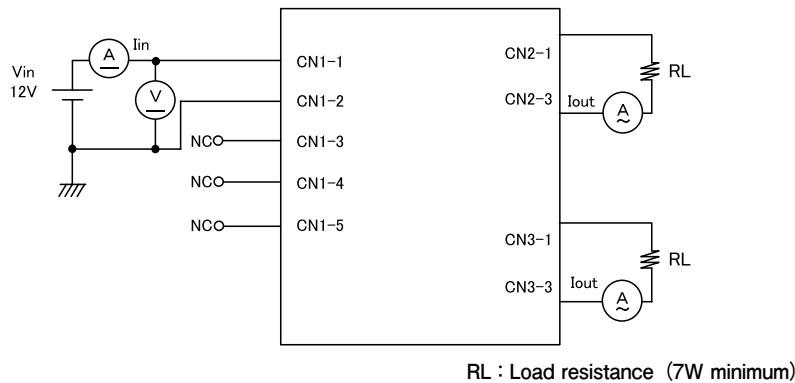 Iin
A
Vin
12V
V
CN1-1
CN1-2
NC
CN1-3
NC
CN1-4
NC
CN1-5
CN2-1
RL
CN2-3
Iout
A
~
CN3-1
RL
CN3-3
Iout
A
~
RL : Load resistance (7W minimum)